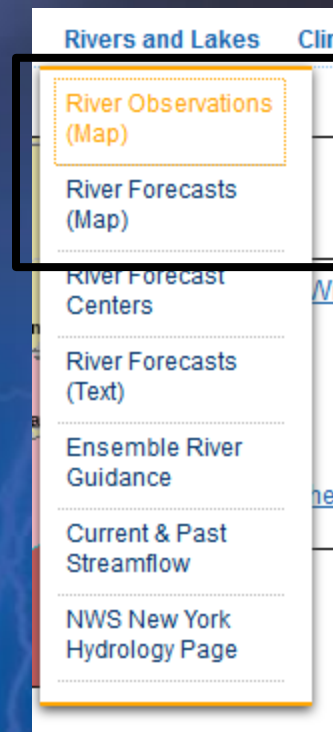 Rivers and Lakes
River Observations
(Map)
River Forecasts
(Map)
River Forecast
Centers
River Forecasts
(Text)
Ensemble River
Guidance
Current & Past
Streamflow
NWS New York
Hydrology Page